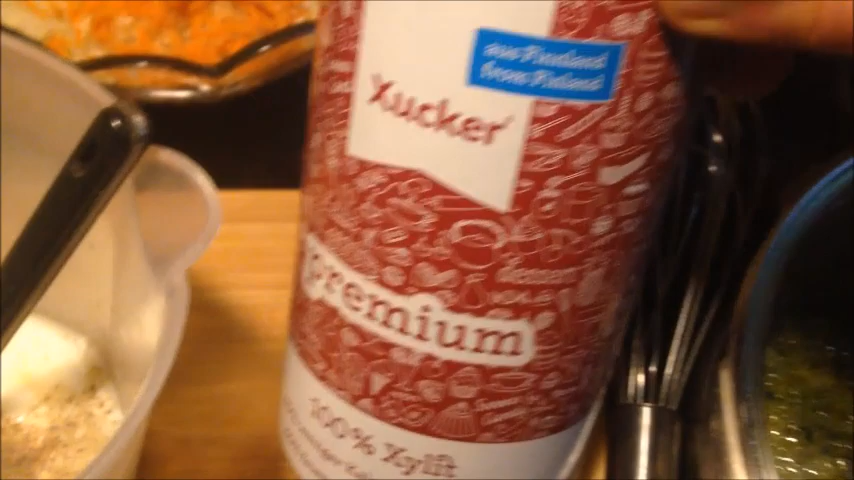 aus Finnland
from Finland
Xucker
premium
100% Xylit